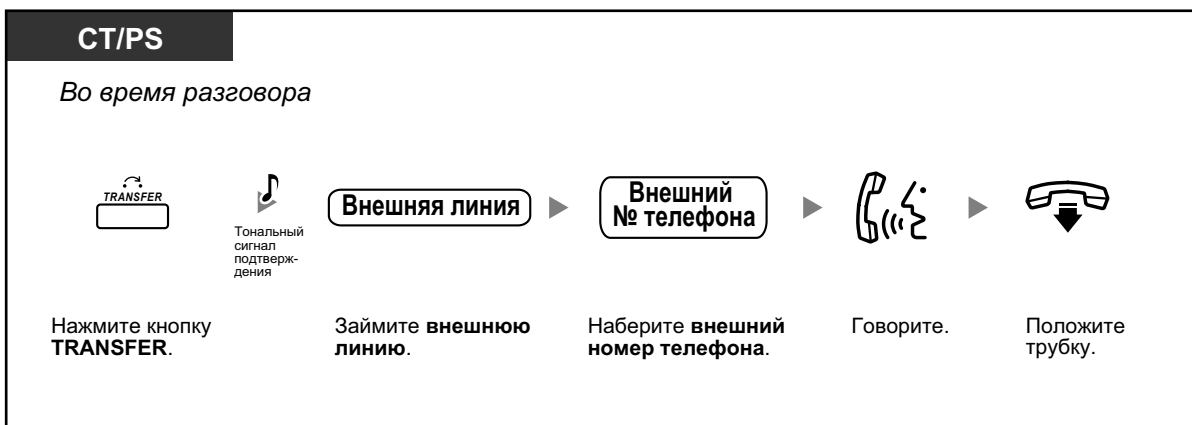 CT/PS
Во время разговора
TRANSFER
Тональный
сигнал
подтверж-
дения
Внешняя линия
Внешний
№ телефона
Нажмите кнопку
TRANSFER.
Займите внешнюю
линию.
Наберите внешний
номер телефона.
Говорите.
Положите
трубку.